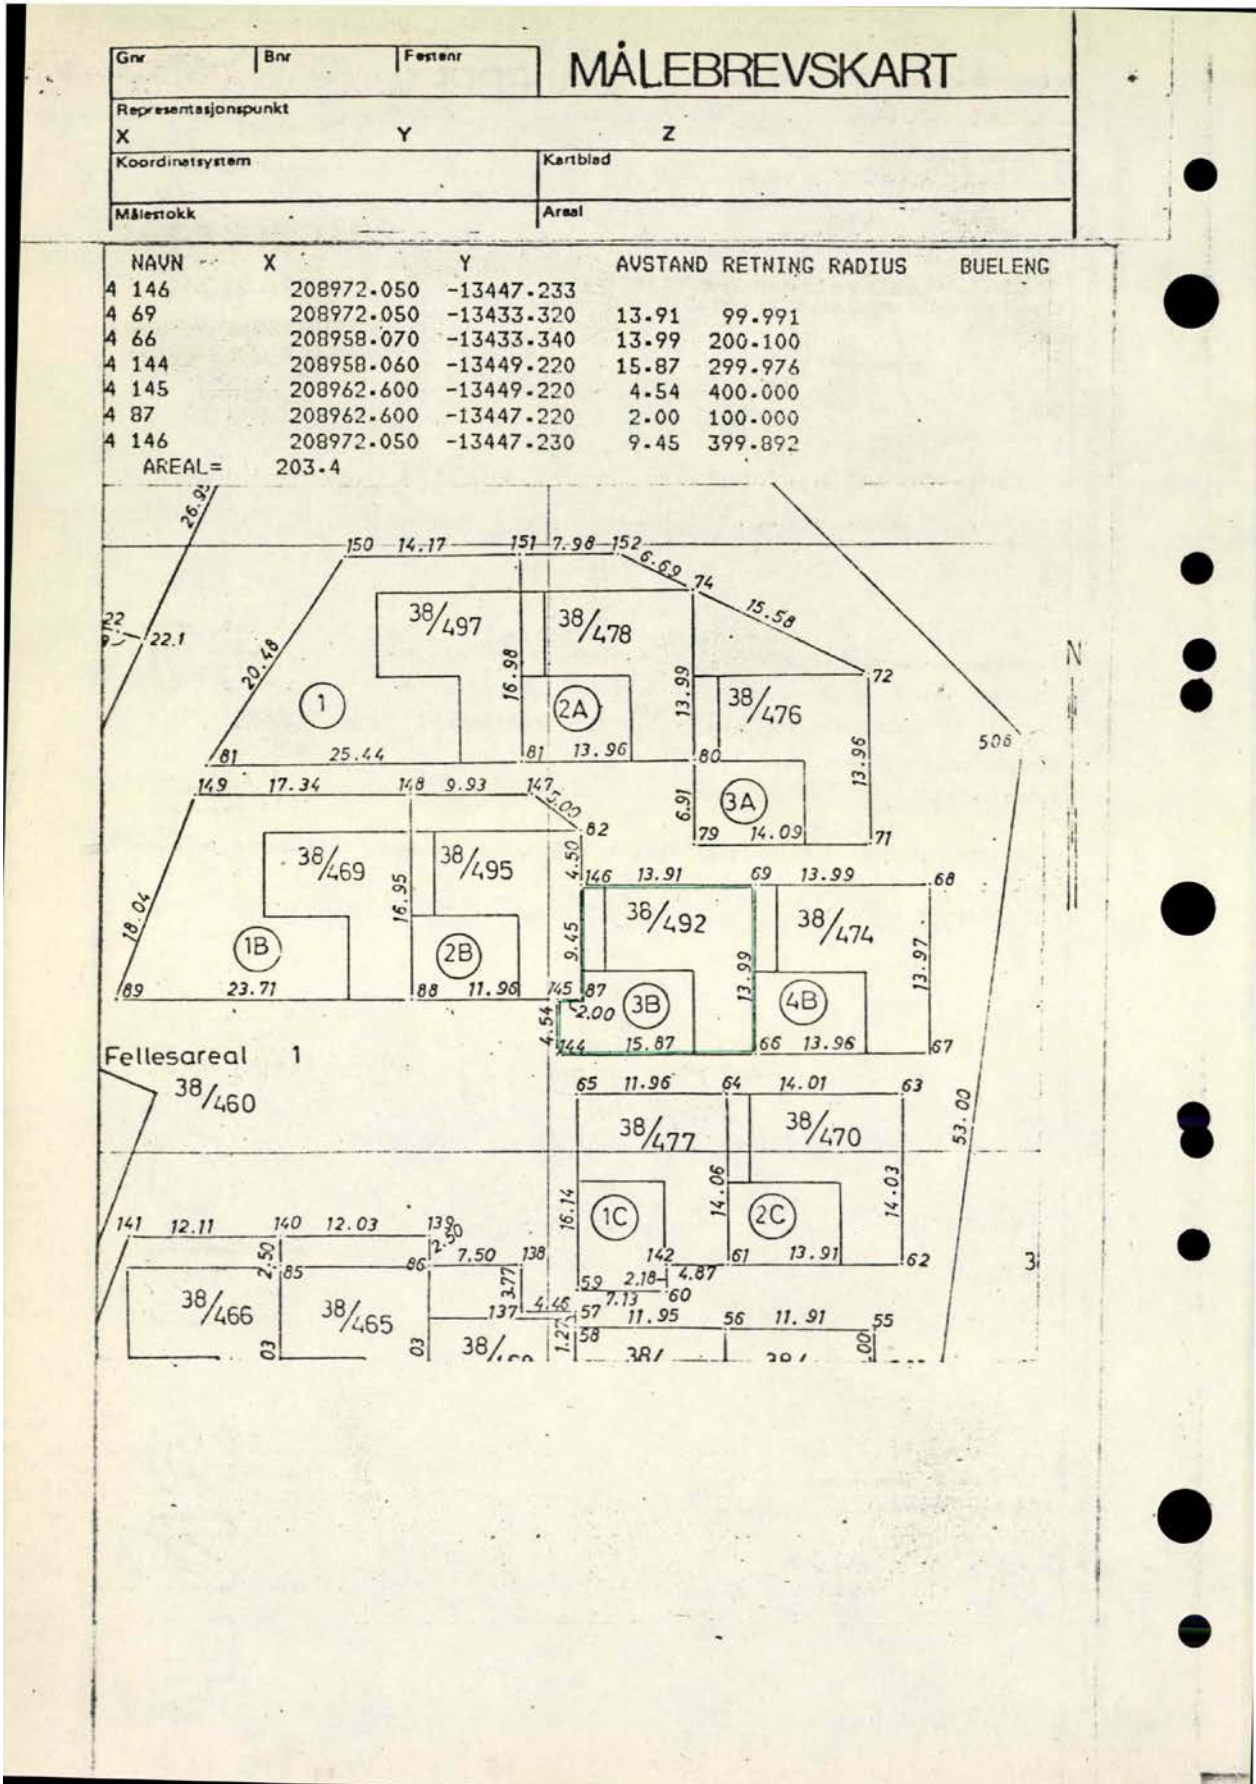 Gnr Bnr Festenr MÅLEBREVSKART
Representasjonspunkt
X Y Z
Koordinatsystem Kartblad
Målestokk Areal
NAVN X Y AVSTAND RETNING RADIUS BUELENG
4 146 208972.050 -13447.233
4 69 208972.050 -13433.320 13.91 99.991
4 66 208958.070 -13433.340 13.99 200.100
4 144 208958.060 -13449.220 15.87 299.976
4 145 208962.600 -13449.220 4.54 400.000
4 87 208962.600 -13447.220 2.00 100.000
4 146 208972.050 -13447.230 9.45 399.892
AREAL= 203.4
150 14.17 151 7.98 152
6.69
74
38/497 38/478
15.58
22
22.1
N
20.48
16.98
13.99
72
1 2A
38/476
506
81 25.44 81 13.96 80
13.96
149 17.34 148 9.93 147
5.00
6.91
3A
82
79 14.09 71
38/469 38/495
4.50
146 13.91 69 13.99 68
18.04
16.95
38/492 38/474
9.45
13.99
13.97
1B 2B
89 23.71 88 11.96 145 87
2.00
3B 4B
4.54
144 15.87 66 13.96 67
Fellesareal 1
38/460
65 11.96 64 14.01 63
53.00
38/477 38/470
16.14
14.06
14.03
141 12.11 140 12.03 139
1C 2C
2.50
2.50
85 86 7.50 138
142 61 13.91 62
3
3.77
59 2.18 4.87
7.13 60
38/466 38/465
137 4.46 57 11.95 56 11.91 55
1.27
58
03 03
38/
38/
00